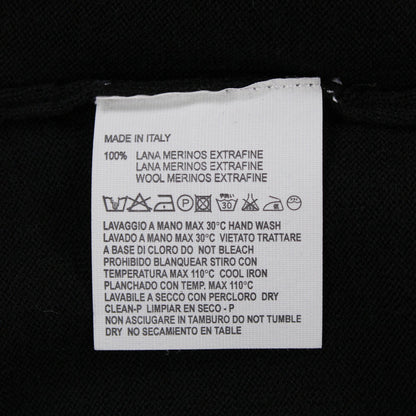 MADE IN ITALY
100% LANA MERINOS EXTRAFINE
LANA MERINOS EXTRAFINE
WOOL MERINOS EXTRAFINE
P 30
LAVAGGIO A MANO MAX 30°C HAND WASH
LAVADO A MANO MAX 30°C VIETATO TRATTARE
A BASE DI CLORO DO NOT BLEACH
PROHIBIDO BLANQUEAR STIRO CON
TEMPERATURA MAX 110°C COOL IRON
PLANCHADO CON TEMP. MAX 110°C
LAVABILE A SECCO CON PERCLORO DRY
CLEAN-P LIMPIAR EN SECO - P
NON ASCIUGARE IN TAMBURO DO NOT TUMBLE
DRY NO SECAMIENTO EN TABLE